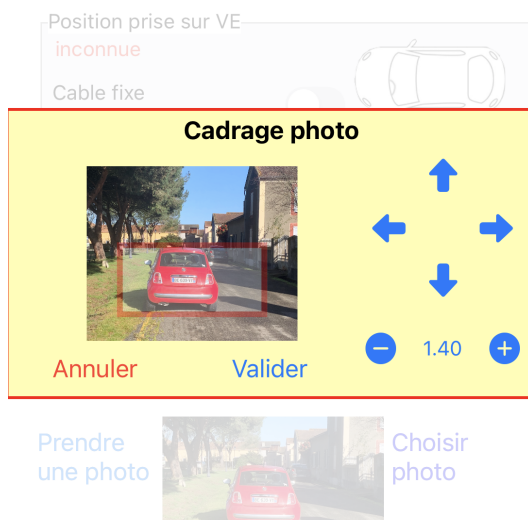 Position prise sur VE
inconnue
Cable fixe
Cadrage photo
1.40
Annuler
Valider
Prendre
une photo
Choisir
photo